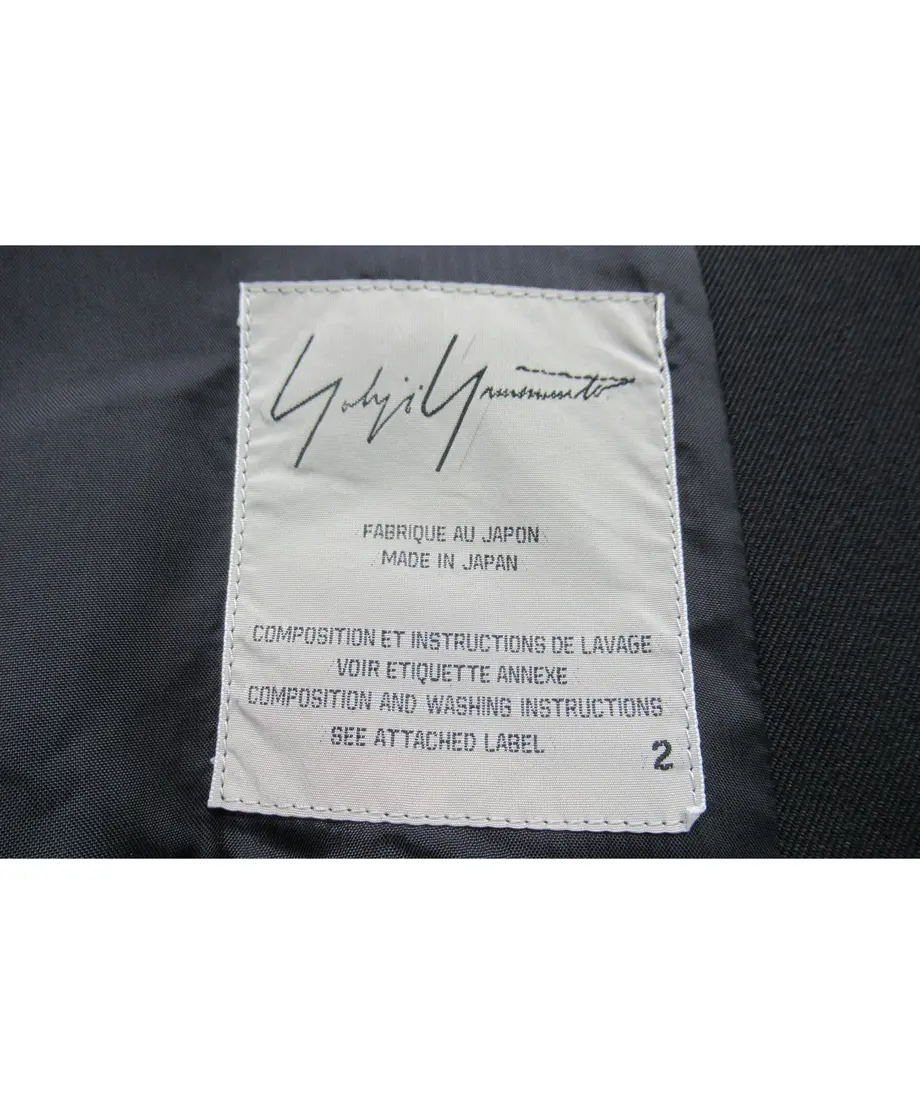 Yohji Yamamoto
FABRIQUE AU JAPON
MADE IN JAPAN
COMPOSITION ET INSTRUCTIONS DE LAVAGE
VOIR ETIQUETTE ANNEXE
COMPOSITION AND WASHING INSTRUCTIONS
SEE ATTACHED LABEL
2